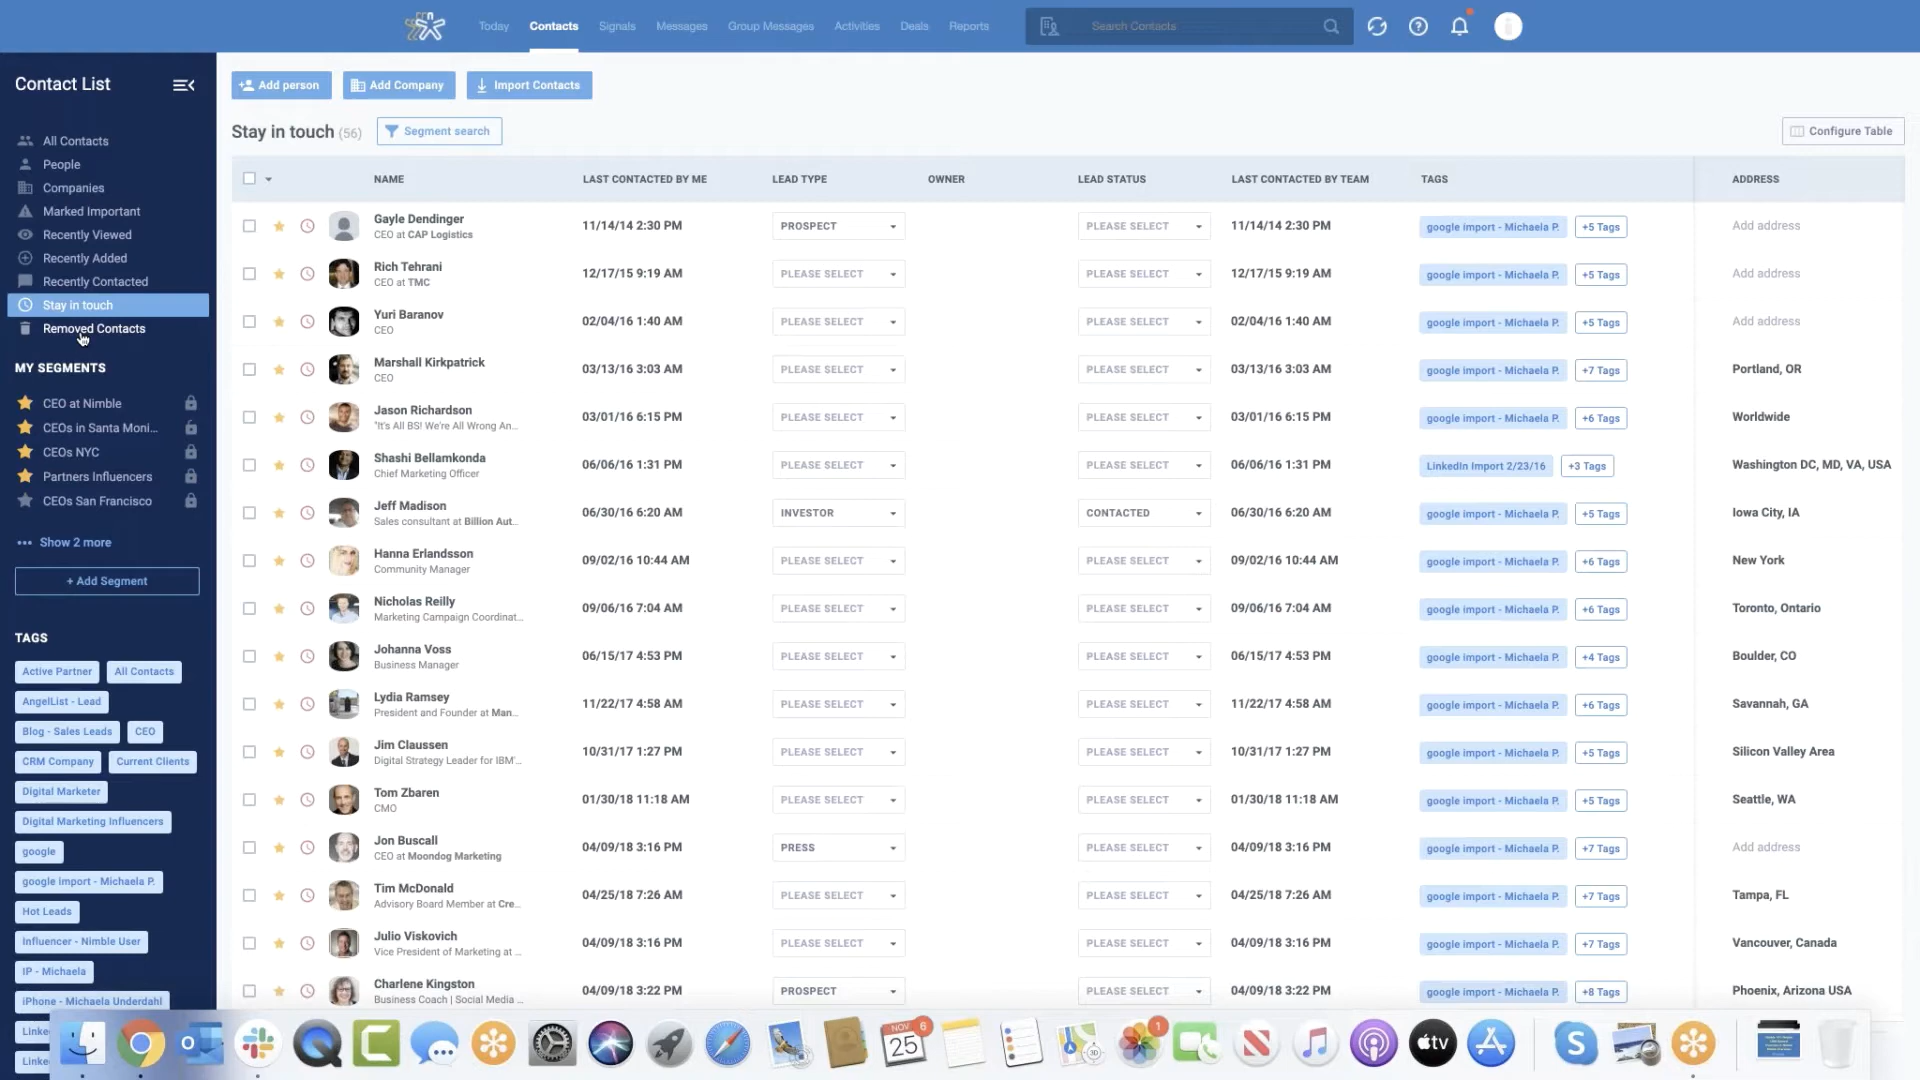 Today Contacts Signals Messages Group Messages Activities Deals Reports Search Contacts
Contact List
All Contacts
People
Companies
Marked Important
Recently Viewed
Recently Added
Recently Contacted
Stay in touch
Removed Contacts
MY SEGMENTS
CEO at Nimble
CEOs in Santa Moni...
CEOs NYC
Partners Influencers
CEOs San Francisco
Show 2 more
+ Add Segment
TAGS
Active Partner All Contacts
AngelList - Lead
Blog - Sales Leads CEO
CRM Company Current Clients
Digital Marketer
Digital Marketing Influencers
google
google import - Michaela P.
Hot Leads
Influencer - Nimble User
IP - Michaela
iPhone - Michaela Underdahl
Add person Add Company Import Contacts
Stay in touch (56) Segment search Configure Table
NAME LAST CONTACTED BY ME LEAD TYPE OWNER LEAD STATUS LAST CONTACTED BY TEAM TAGS ADDRESS
Gayle Dendinger 11/14/14 2:30 PM PROSPECT PLEASE SELECT 11/14/14 2:30 PM google import - Michaela P. +5 Tags Add address
CEO at CAP Logistics
Rich Tehrani 12/17/15 9:19 AM PLEASE SELECT PLEASE SELECT 12/17/15 9:19 AM google import - Michaela P. +5 Tags Add address
CEO at TMC
Yuri Baranov 02/04/16 1:40 AM PLEASE SELECT PLEASE SELECT 02/04/16 1:40 AM google import - Michaela P. +5 Tags Add address
CEO
Marshall Kirkpatrick 03/13/16 3:03 AM PLEASE SELECT PLEASE SELECT 03/13/16 3:03 AM google import - Michaela P. +7 Tags Portland, OR
CEO
Jason Richardson 03/01/16 6:15 PM PLEASE SELECT PLEASE SELECT 03/01/16 6:15 PM google import - Michaela P. +6 Tags Worldwide
"It's All BS! We're All Wrong An...
Shashi Bellamkonda 06/06/16 1:31 PM PLEASE SELECT PLEASE SELECT 06/06/16 1:31 PM LinkedIn Import 2/23/16 +3 Tags Washington DC, MD, VA, USA
Chief Marketing Officer
Jeff Madison 06/30/16 6:20 AM INVESTOR CONTACTED 06/30/16 6:20 AM google import - Michaela P. +5 Tags Iowa City, IA
Sales consultant at Billion Aut...
Hanna Erlandsson 09/02/16 10:44 AM PLEASE SELECT PLEASE SELECT 09/02/16 10:44 AM google import - Michaela P. +6 Tags New York
Community Manager
Nicholas Reilly 09/06/16 7:04 AM PLEASE SELECT PLEASE SELECT 09/06/16 7:04 AM google import - Michaela P. +6 Tags Toronto, Ontario
Marketing Campaign Coordinat...
Johanna Voss 06/15/17 4:53 PM PLEASE SELECT PLEASE SELECT 06/15/17 4:53 PM google import - Michaela P. +4 Tags Boulder, CO
Business Manager
Lydia Ramsey 11/22/17 4:58 AM PLEASE SELECT PLEASE SELECT 11/22/17 4:58 AM google import - Michaela P. +6 Tags Savannah, GA
President and Founder at Man...
Jim Claussen 10/31/17 1:27 PM PLEASE SELECT PLEASE SELECT 10/31/17 1:27 PM google import - Michaela P. +5 Tags Silicon Valley Area
Digital Strategy Leader for IBM'...
Tom Zbaren 01/30/18 11:18 AM PLEASE SELECT PLEASE SELECT 01/30/18 11:18 AM google import - Michaela P. +5 Tags Seattle, WA
CMO
Jon Buscall 04/09/18 3:16 PM PRESS PLEASE SELECT 04/09/18 3:16 PM google import - Michaela P. +7 Tags Add address
CEO at Moondog Marketing
Tim McDonald 04/25/18 7:26 AM PLEASE SELECT PLEASE SELECT 04/25/18 7:26 AM google import - Michaela P. +7 Tags Tampa, FL
Advisory Board Member at Cre...
Julio Viskovich 04/09/18 3:16 PM PLEASE SELECT PLEASE SELECT 04/09/18 3:16 PM google import - Michaela P. +7 Tags Vancouver, Canada
Vice President of Marketing at ...
Charlene Kingston 04/09/18 3:22 PM PROSPECT PLEASE SELECT 04/09/18 3:22 PM google import - Michaela P. +8 Tags Phoenix, Arizona USA
Business Coach | Social Media ...
Linke
Linke
NOV 6
25
1
3D
tv